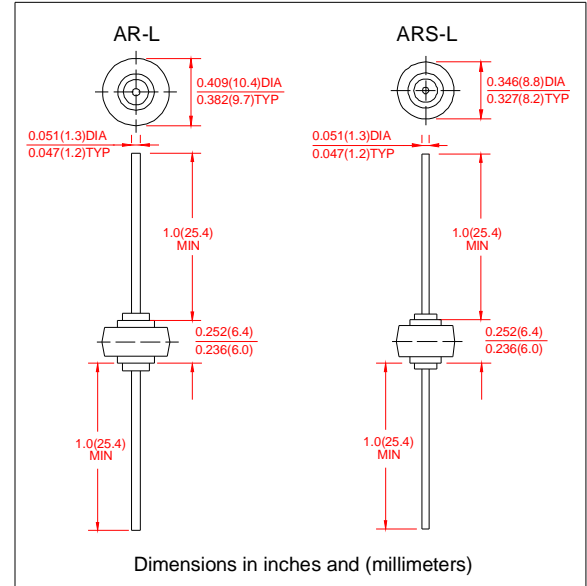 AR-L
0.409(10.4)DIA
0.382(9.7)TYP
0.051(1.3)DIA
0.047(1.2)TYP
1.0(25.4)
MIN
0.252(6.4)
0.236(6.0)
1.0(25.4)
MIN
ARS-L
0.346(8.8)DIA
0.327(8.2)TYP
0.051(1.3)DIA
0.047(1.2)TYP
1.0(25.4)
MIN
0.252(6.4)
0.236(6.0)
1.0(25.4)
MIN
Dimensions in inches and (millimeters)